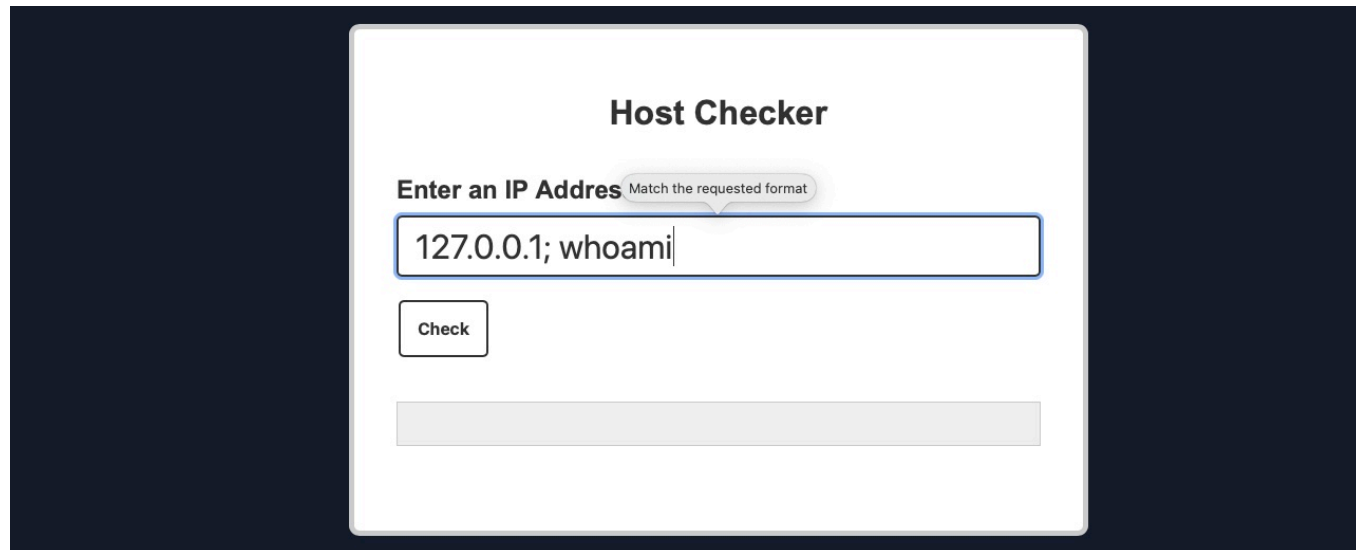 Host Checker
Enter an IP Addres
Match the requested format
127.0.0.1; whoami
Check